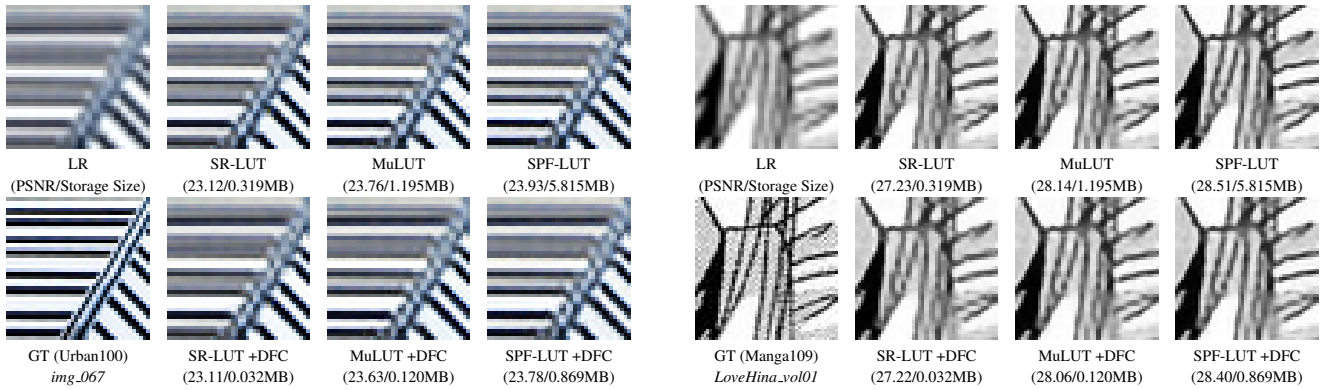 LR SR-LUT MuLUT SPF-LUT
(PSNR/Storage Size) (23.12/0.319MB) (23.76/1.195MB) (23.93/5.815MB)
GT (Urban100) SR-LUT +DFC MuLUT +DFC SPF-LUT +DFC
img_067 (23.11/0.032MB) (23.63/0.120MB) (23.78/0.869MB)
LR SR-LUT MuLUT SPF-LUT
(PSNR/Storage Size) (27.23/0.319MB) (28.14/1.195MB) (28.51/5.815MB)
GT (Manga109) SR-LUT +DFC MuLUT +DFC SPF-LUT +DFC
LoveHina_vol01 (27.22/0.032MB) (28.06/0.120MB) (28.40/0.869MB)